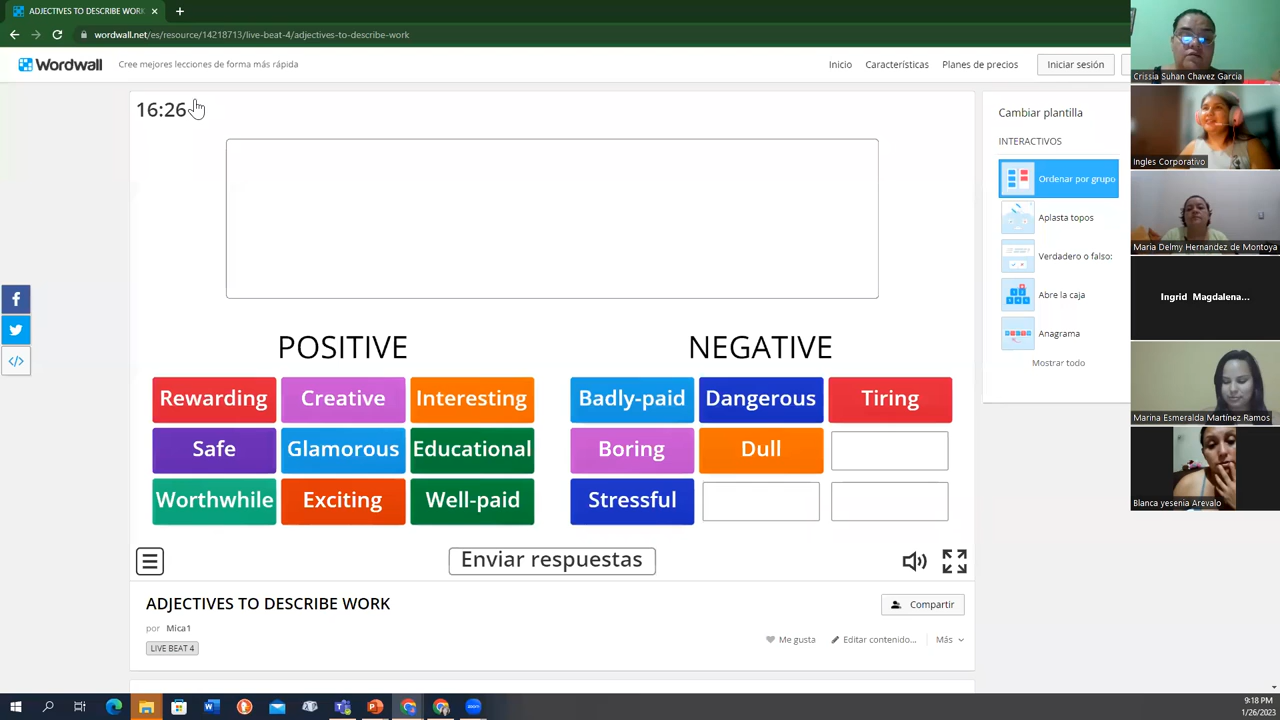 ADJECTIVES TO DESCRIBE WORK
wordwall.net/es/resource/14218713/live-beat-4/adjectives-to-describe-work
Wordwall
Cree mejores lecciones de forma más rápida
Inicio
Características
Planes de precios
Iniciar sesión
16:26
POSITIVE
NEGATIVE
Rewarding
Creative
Interesting
Badly-paid
Dangerous
Tiring
Safe
Glamorous
Educational
Boring
Dull
Worthwhile
Exciting
Well-paid
Stressful
Enviar respuestas
ADJECTIVES TO DESCRIBE WORK
Compartir
por Mica1
Me gusta
Editar contenido...
Más
LIVE BEAT 4
Cambiar plantilla
INTERACTIVOS
Ordenar por grupo
Aplasta topos
Verdadero o falso:
Abre la caja
Anagrama
Mostrar todo
Crissia Suhan Chavez Garcia
Ingles Corporativo
Maria Delmy Hernandez de Montoya
Ingrid Magdalena...
Marina Esmeralda Martínez Ramos
Blanca yesenia Arevalo
9:18 PM
1/26/2023